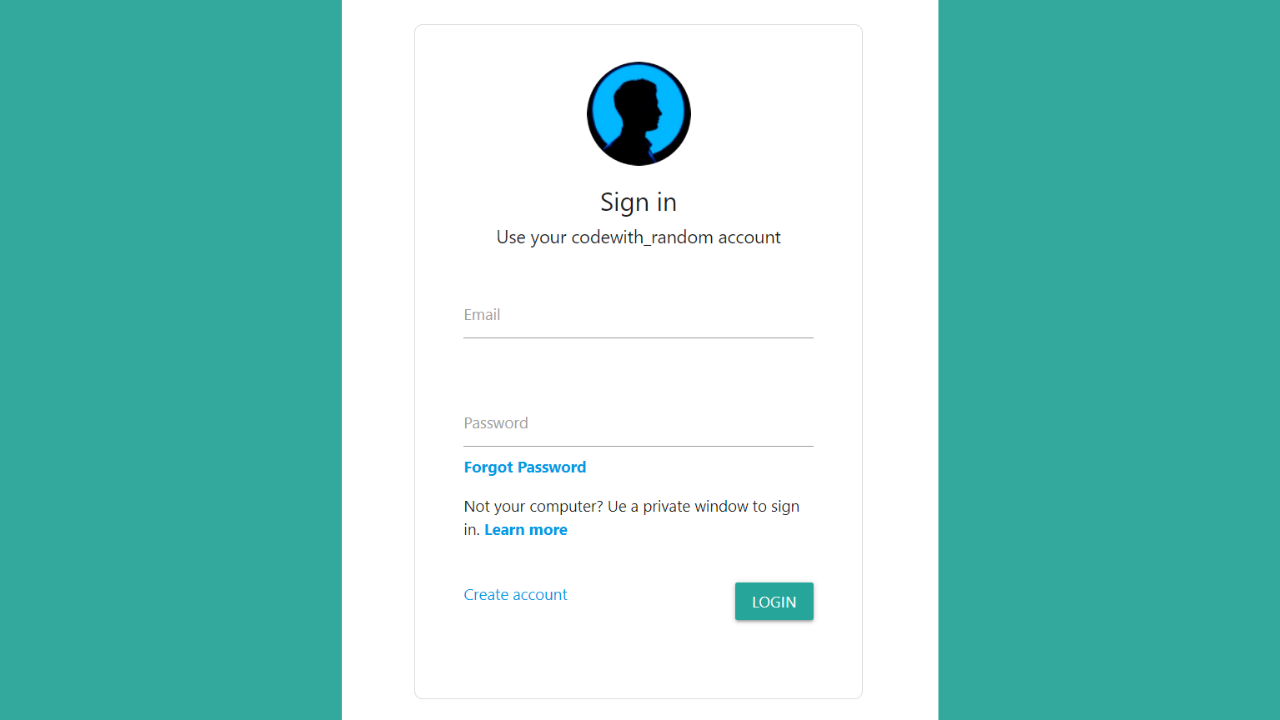 Sign in
Use your codewith_random account
Email
Password
Forgot Password
Not your computer? Ue a private window to sign
in. Learn more
Create account
LOGIN